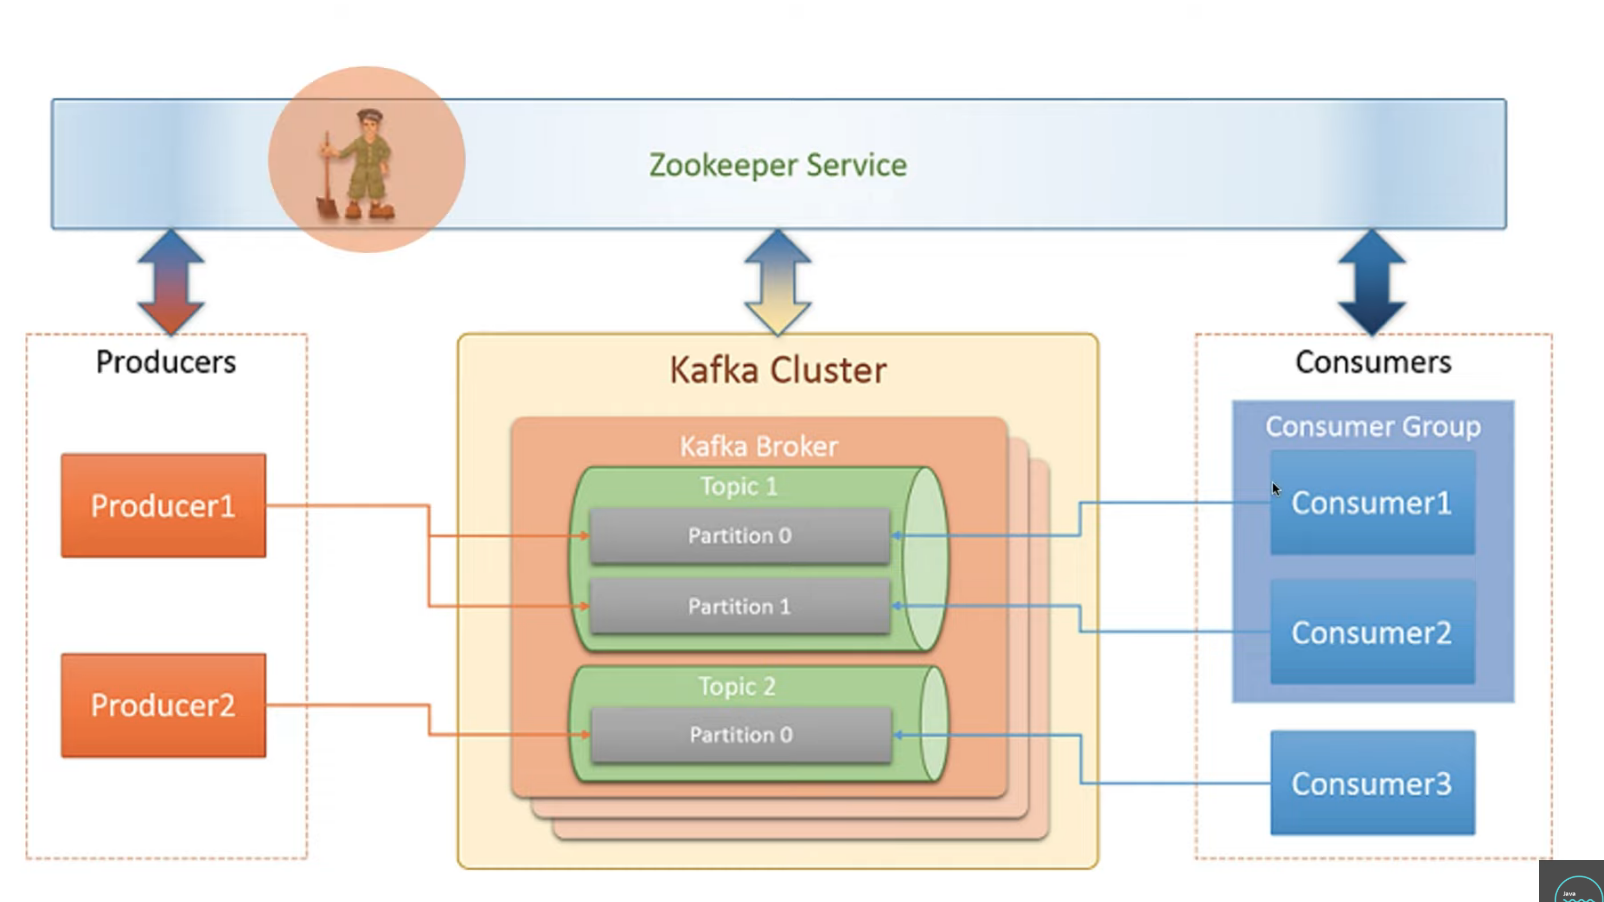 Zookeeper Service
Producers
Producer1
Producer2
Kafka Cluster
Kafka Broker
Topic 1
Partition 0
Partition 1
Topic 2
Partition 0
Consumers
Consumer Group
Consumer1
Consumer2
Consumer3
Java